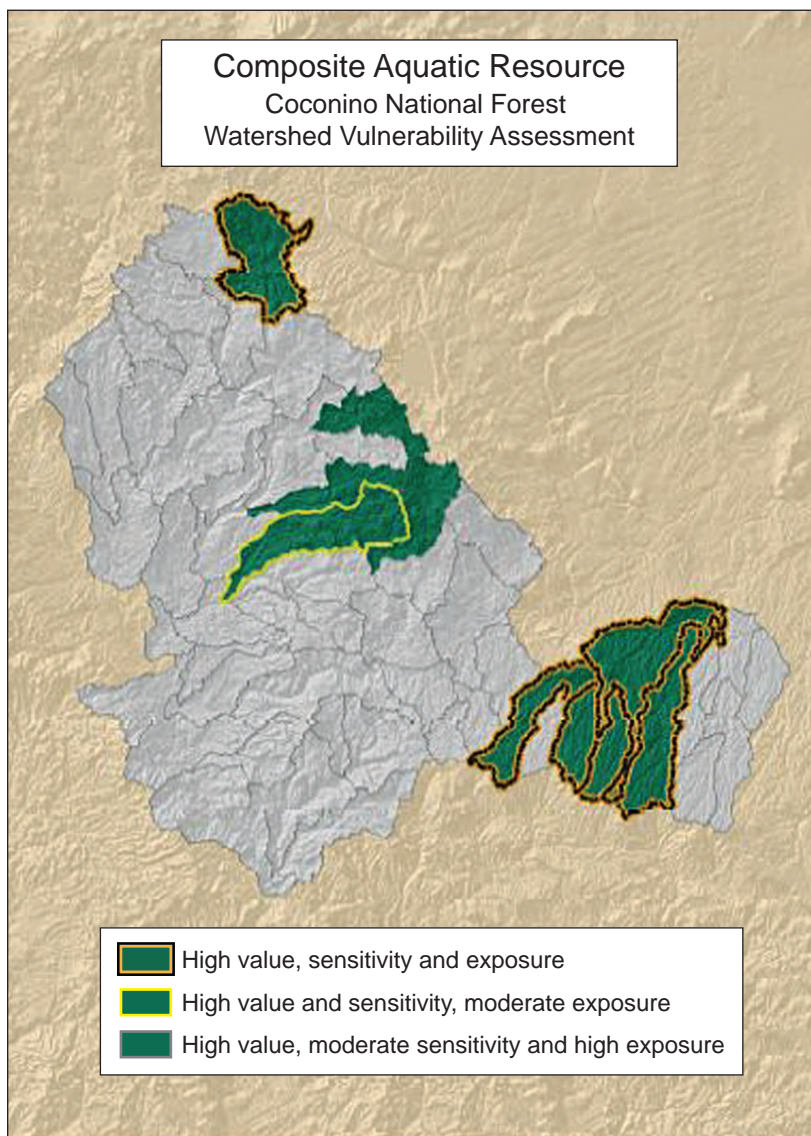 Composite Aquatic Resource
Coconino National Forest
Watershed Vulnerability Assessment
High value, sensitivity and exposure
High value and sensitivity, moderate exposure
High value, moderate sensitivity and high exposure